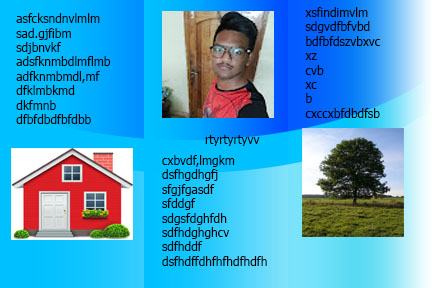 asfcksndnvlmlm
sad.gjfibm
sdjbnvkf
adsfknmbdlmflmb
adfknmbmdl,mf
dfklmbkmd
dkfmnb
dfbfdbdfbfdbb
rtyrtyrtyvv
cxbvdf,lmgkm
dsfhgdhgfj
sfgjfgasdf
sfddgf
sdgsfdghfdh
sdfhdghghcv
sdfhddf
dsfhdffdhfhfhdfhdfh
xsfindimvlm
sdgvdfbfvbd
bdfbfdszvbxvc
xz
cvb
xc
b
cxccxbfdbdfsb